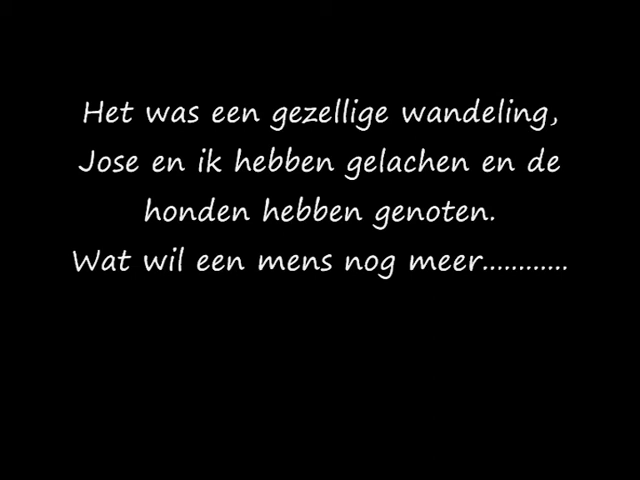 Het was een gezellige wandeling,
Jose en ik hebben gelachen en de
honden hebben genoten.
Wat wil een mens nog meer............